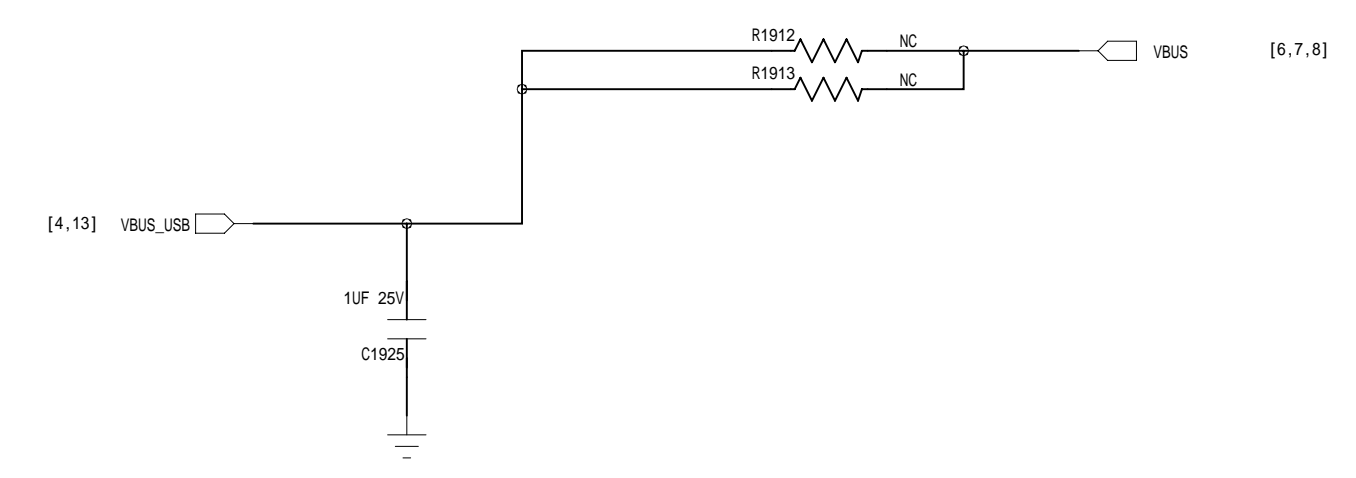 R1912 NC
VBUS [6,7,8]
R1913 NC
[4,13] VBUS_USB
1UF 25V
C1925